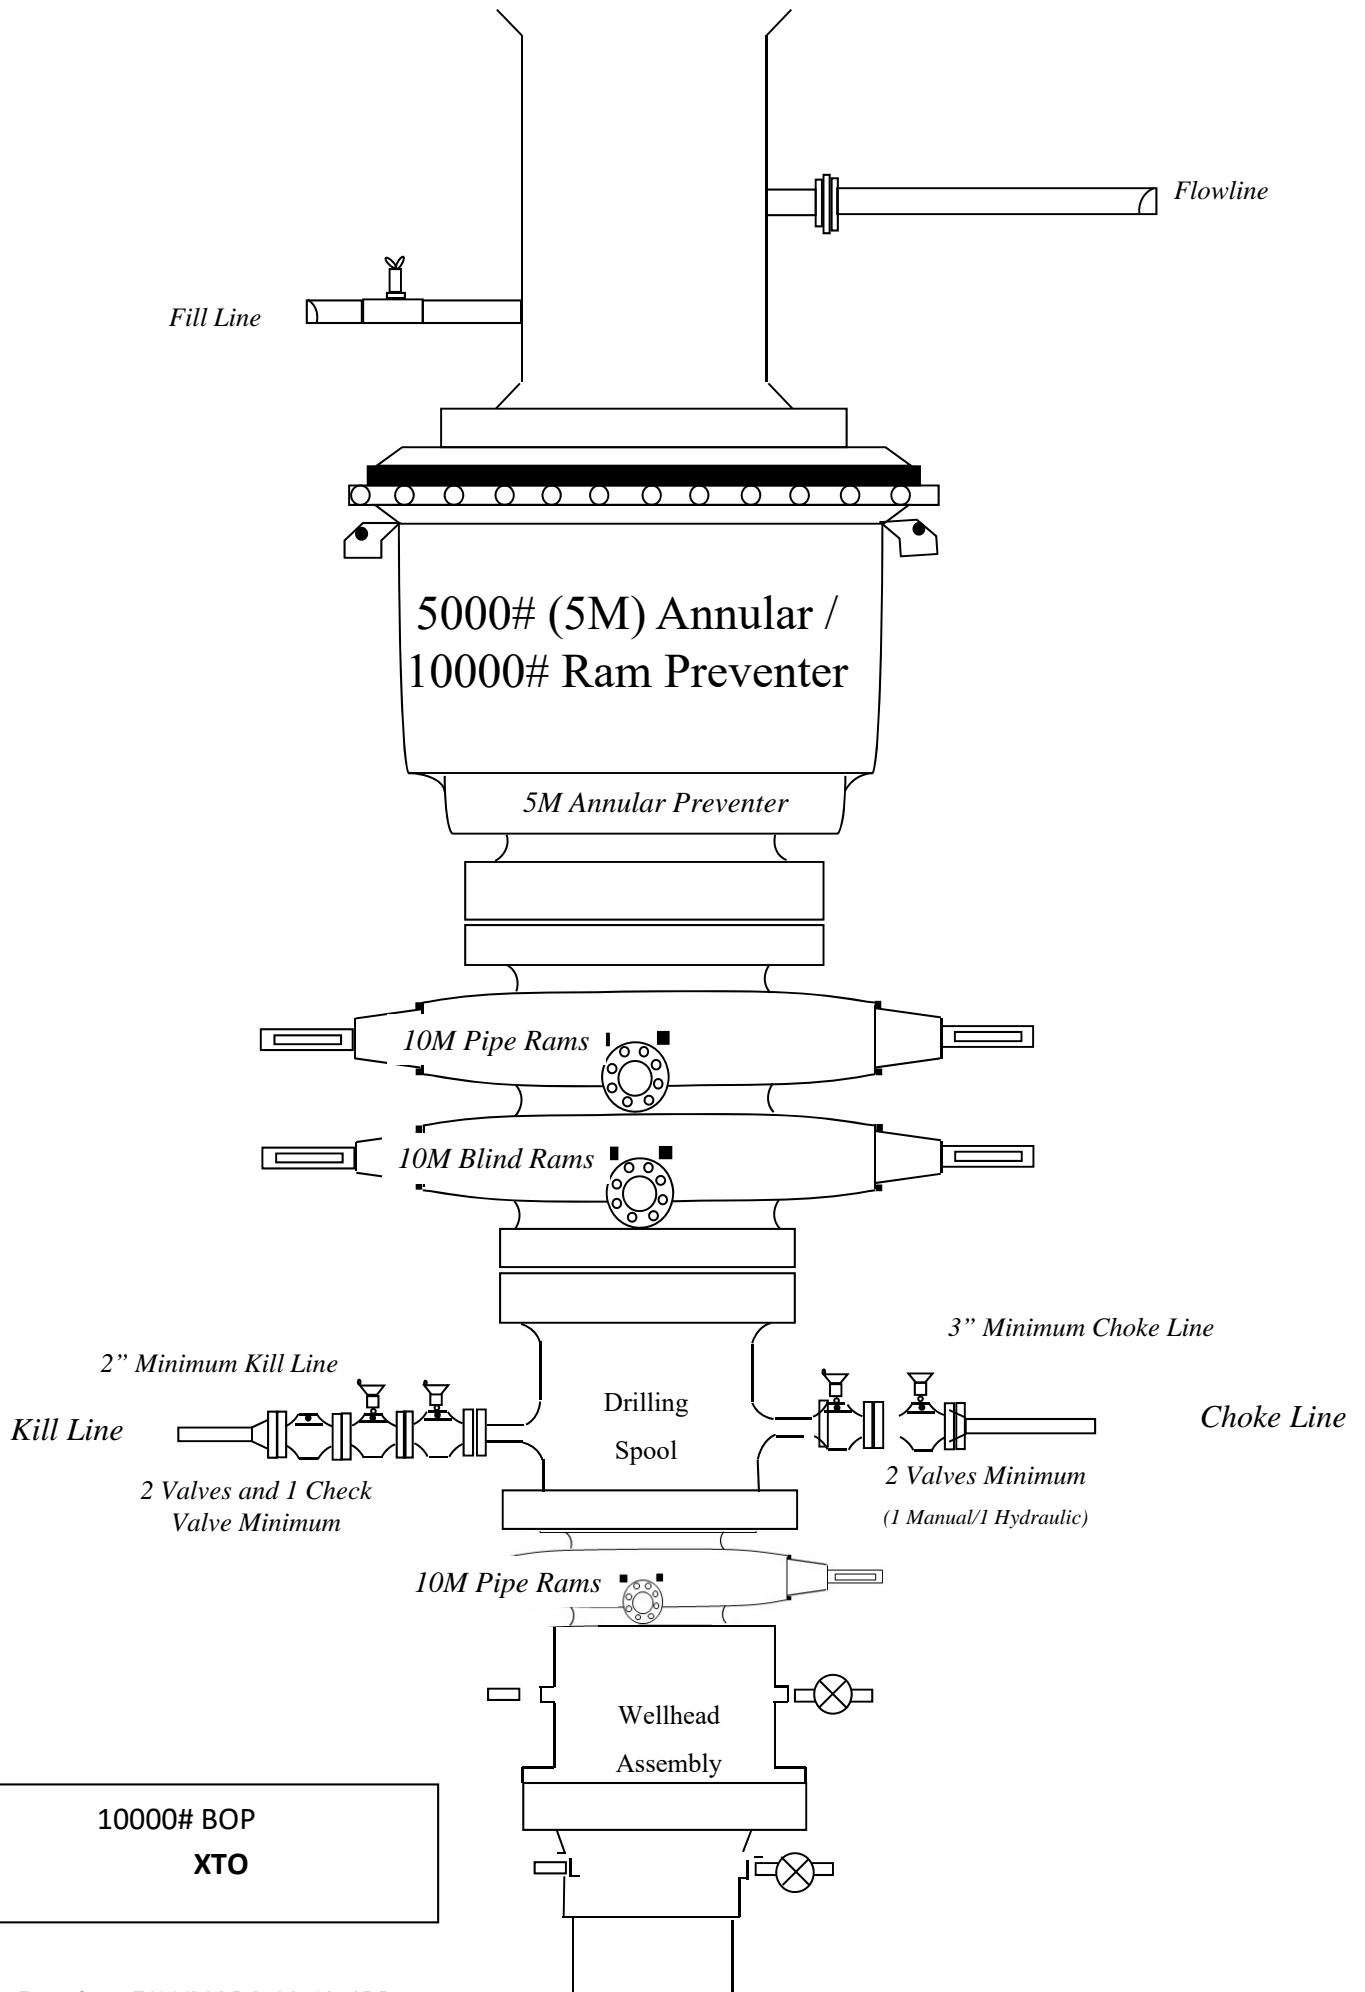 Flowline
Fill Line
5000# (5M) Annular /
10000# Ram Preventer
5M Annular Preventer
10M Pipe Rams
10M Blind Rams
3” Minimum Choke Line
2” Minimum Kill Line
Drilling
Spool
Kill Line
Choke Line
2 Valves and 1 Check
Valve Minimum
2 Valves Minimum
(1 Manual/1 Hydraulic)
10M Pipe Rams
Wellhead
Assembly
10000# BOP
XTO